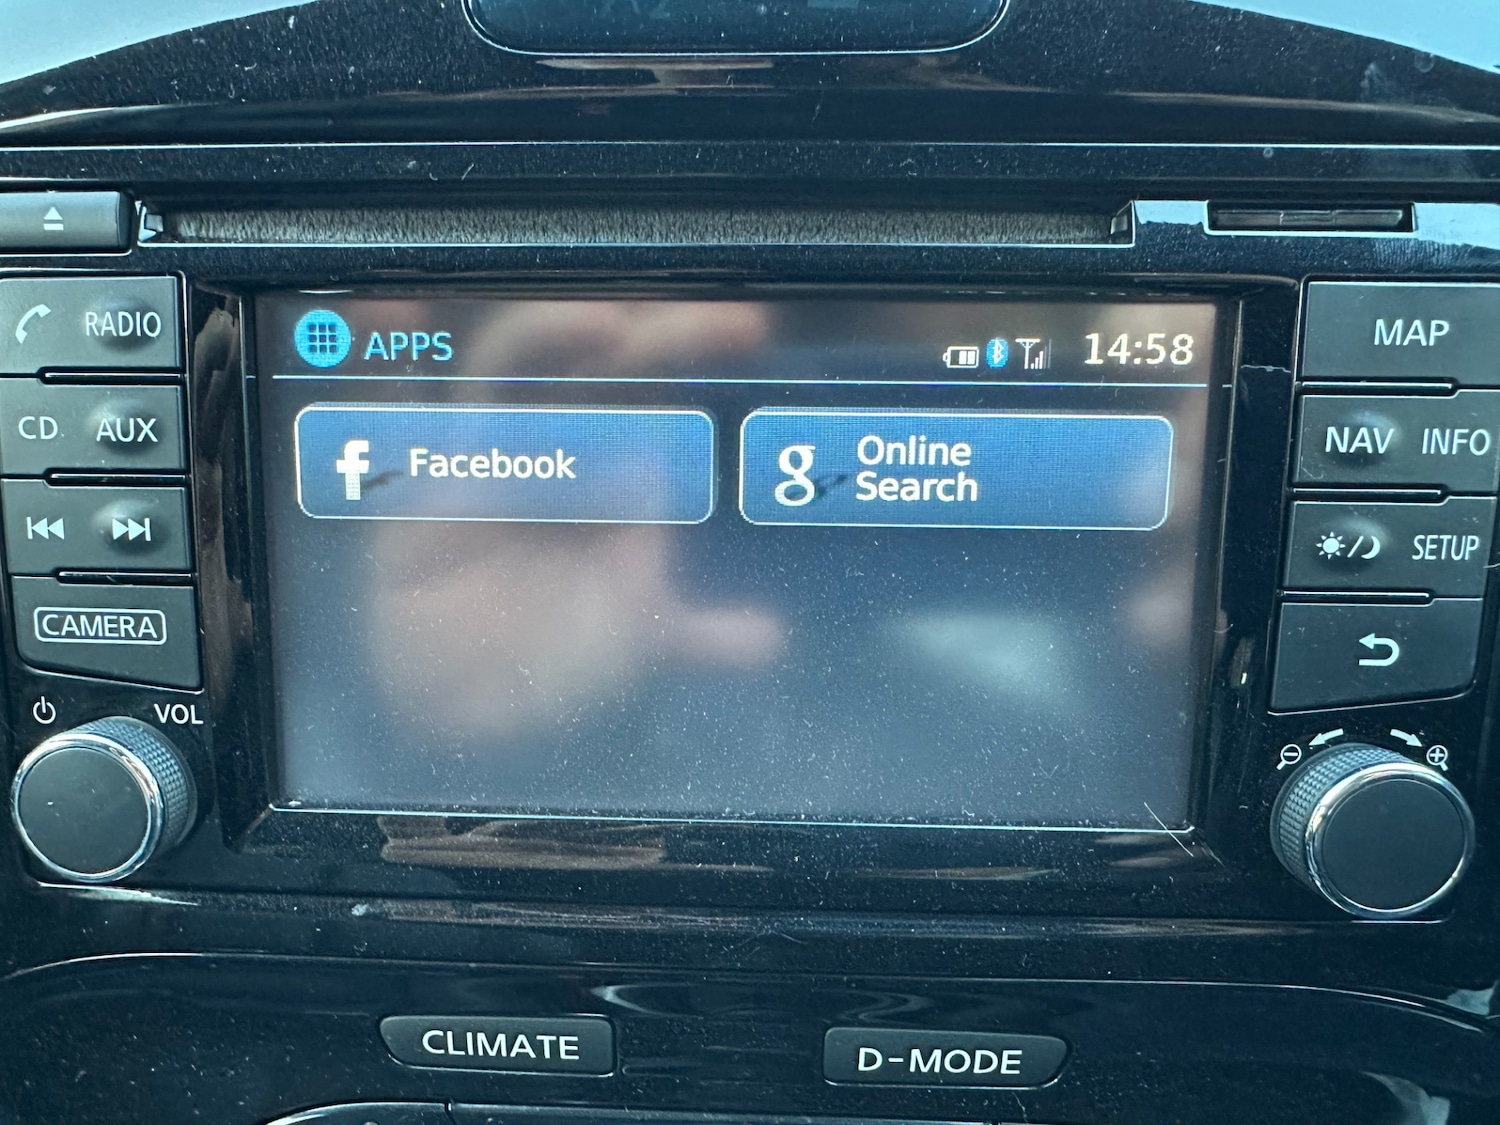 RADIO
CD AUX
CAMERA
VOL
APPS
14:58
f Facebook
g Online
Search
MAP
NAV INFO
SETUP
CLIMATE
D-MODE